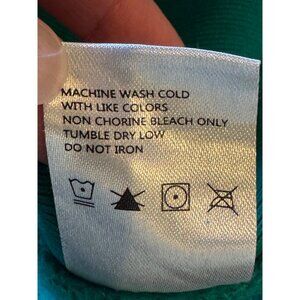 MACHINE WASH COLD
WITH LIKE COLORS
NON CHORINE BLEACH ONLY
TUMBLE DRY LOW
DO NOT IRON